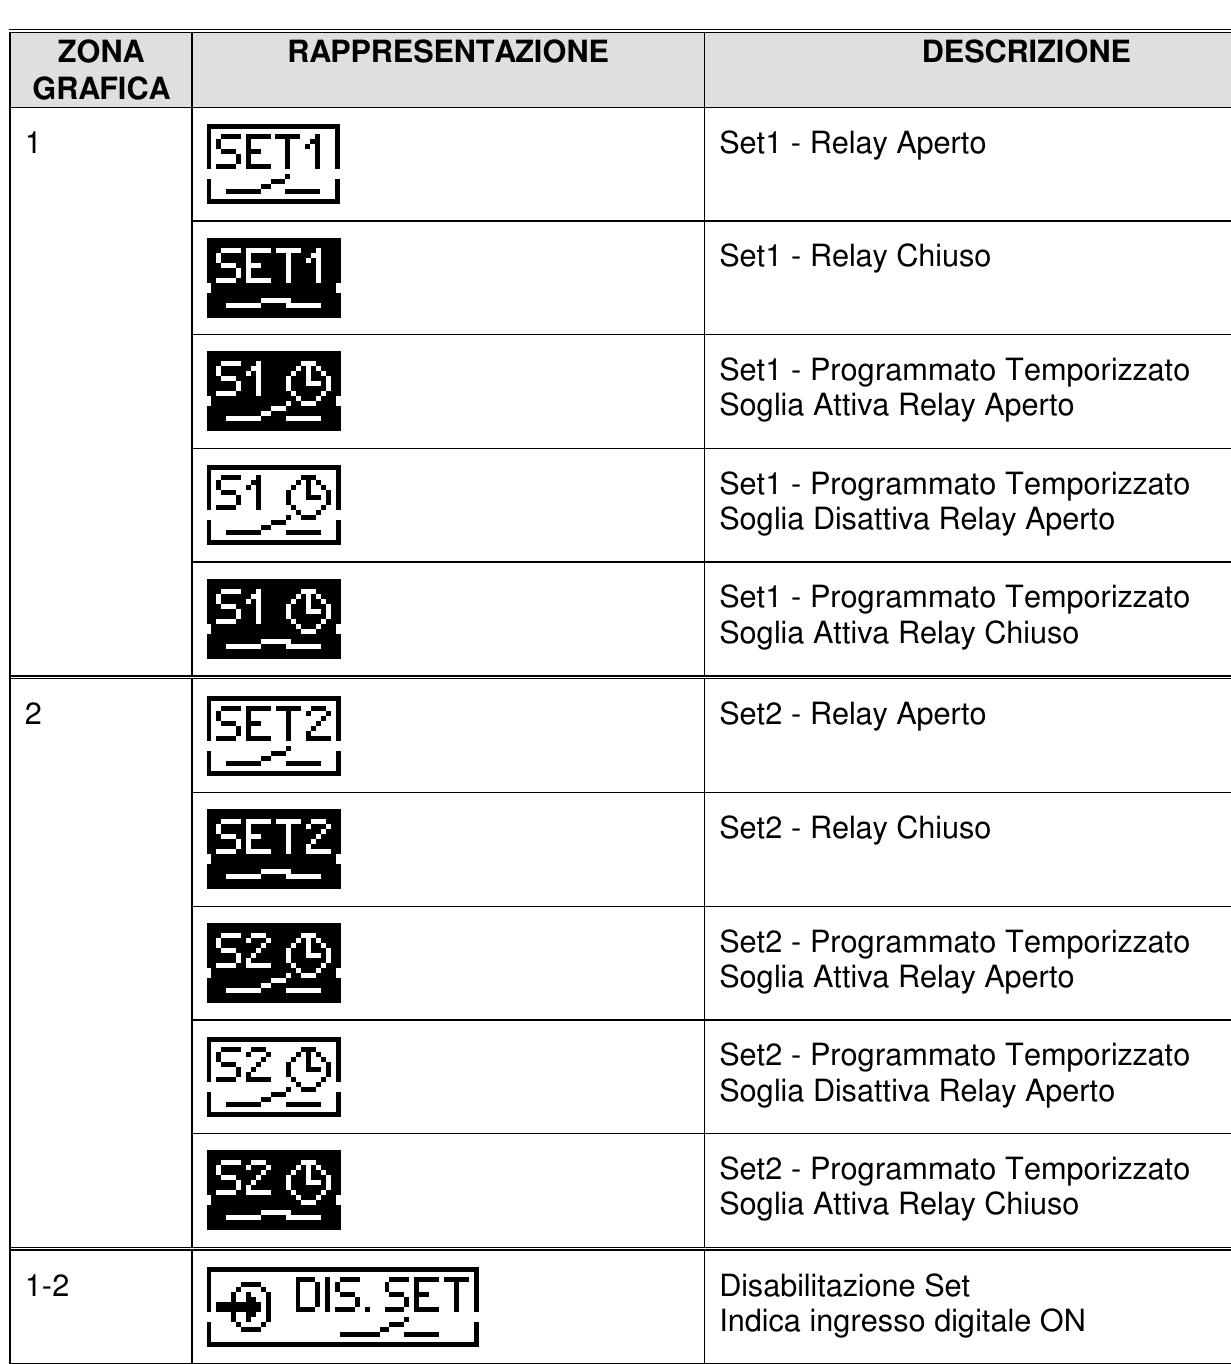 ZONA GRAFICA
RAPPRESENTAZIONE
DESCRIZIONE
1
SET1
Set1 - Relay Aperto
SET1
Set1 - Relay Chiuso
S1
Set1 - Programmato Temporizzato
Soglia Attiva Relay Aperto
S1
Set1 - Programmato Temporizzato
Soglia Disattiva Relay Aperto
S1
Set1 - Programmato Temporizzato
Soglia Attiva Relay Chiuso
2
SET2
Set2 - Relay Aperto
SET2
Set2 - Relay Chiuso
S2
Set2 - Programmato Temporizzato
Soglia Attiva Relay Aperto
S2
Set2 - Programmato Temporizzato
Soglia Disattiva Relay Aperto
S2
Set2 - Programmato Temporizzato
Soglia Attiva Relay Chiuso
1-2
DIS. SET
Disabilitazione Set
Indica ingresso digitale ON